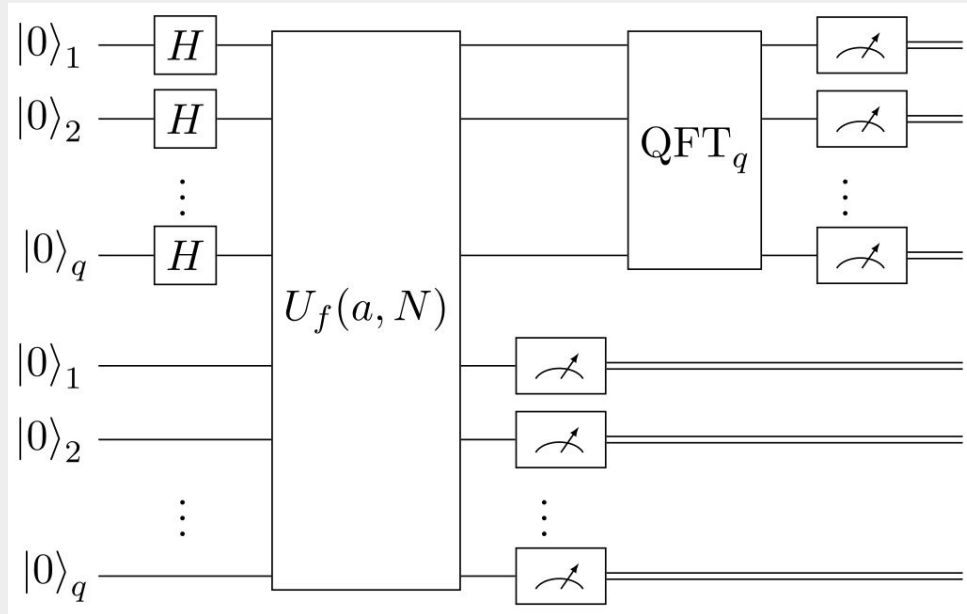 |0⟩₁ H
|0⟩₂ H QFT_q
⋮ ⋮
|0⟩_q H
U_f(a, N)
|0⟩₁
|0⟩₂
⋮ ⋮
|0⟩_q